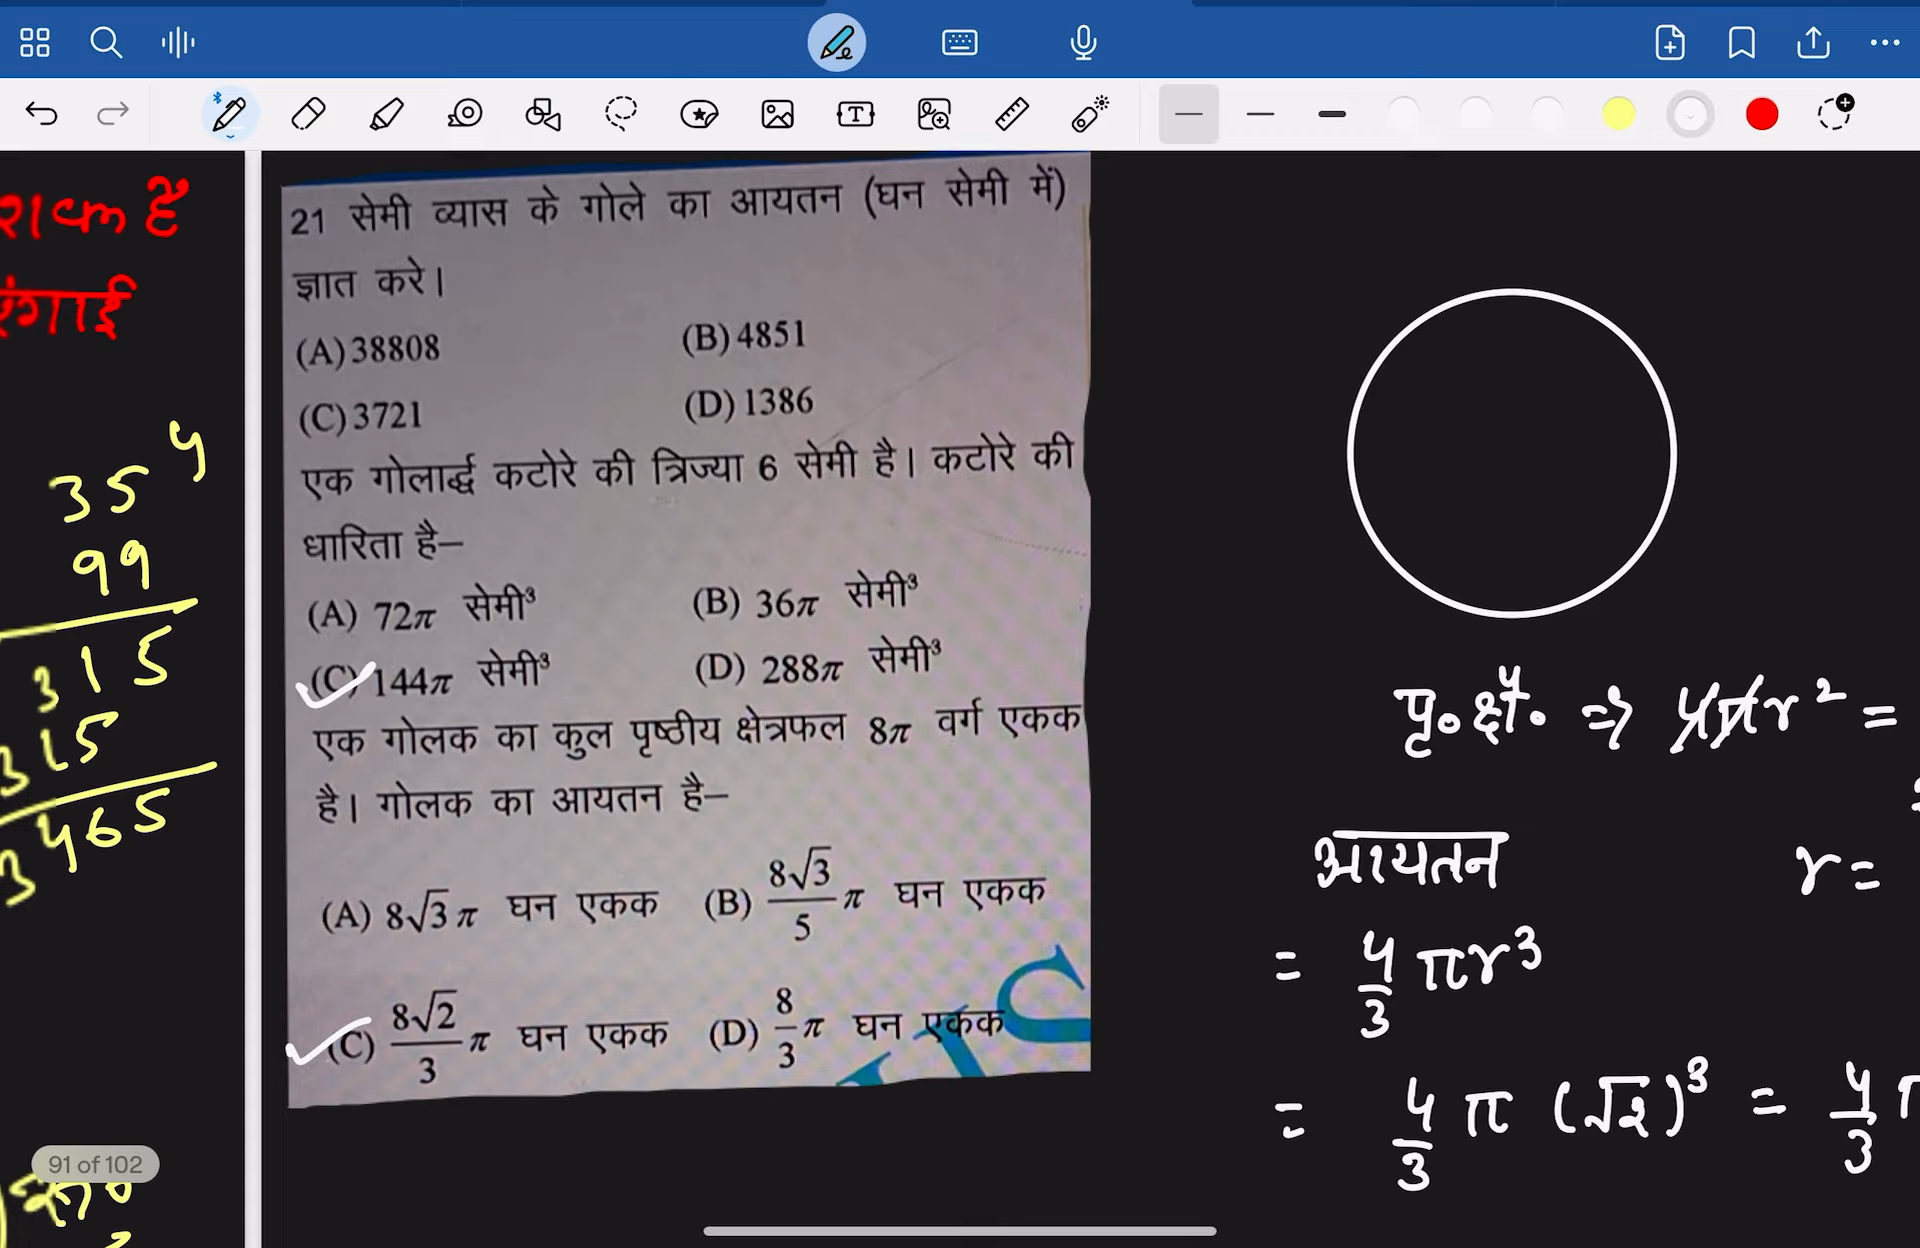 21 सेमी व्यास के गोले का आयतन (घन सेमी में)
ज्ञात करे।
(A) 38808 (B) 4851
(C) 3721 (D) 1386
एक गोलार्द्ध कटोरे की त्रिज्या 6 सेमी है। कटोरे की
धारिता है–
(A) 72π सेमी³ (B) 36π सेमी³
(C) 144π सेमी³ (D) 288π सेमी³
एक गोलक का कुल पृष्ठीय क्षेत्रफल 8π वर्ग एकक
है। गोलक का आयतन है–
(A) 8√3 π घन एकक (B) 8√3/5 π घन एकक
(C) 8√2/3 π घन एकक (D) 8/3 π घन एकक
है
रंगाई
35
99
315
315
3465
91 of 102
पृ० क्षे० ⇒ 4πr² =
आयतन
r =
= 4/3 πr³
= 4/3 π (√2)³ = 4/3